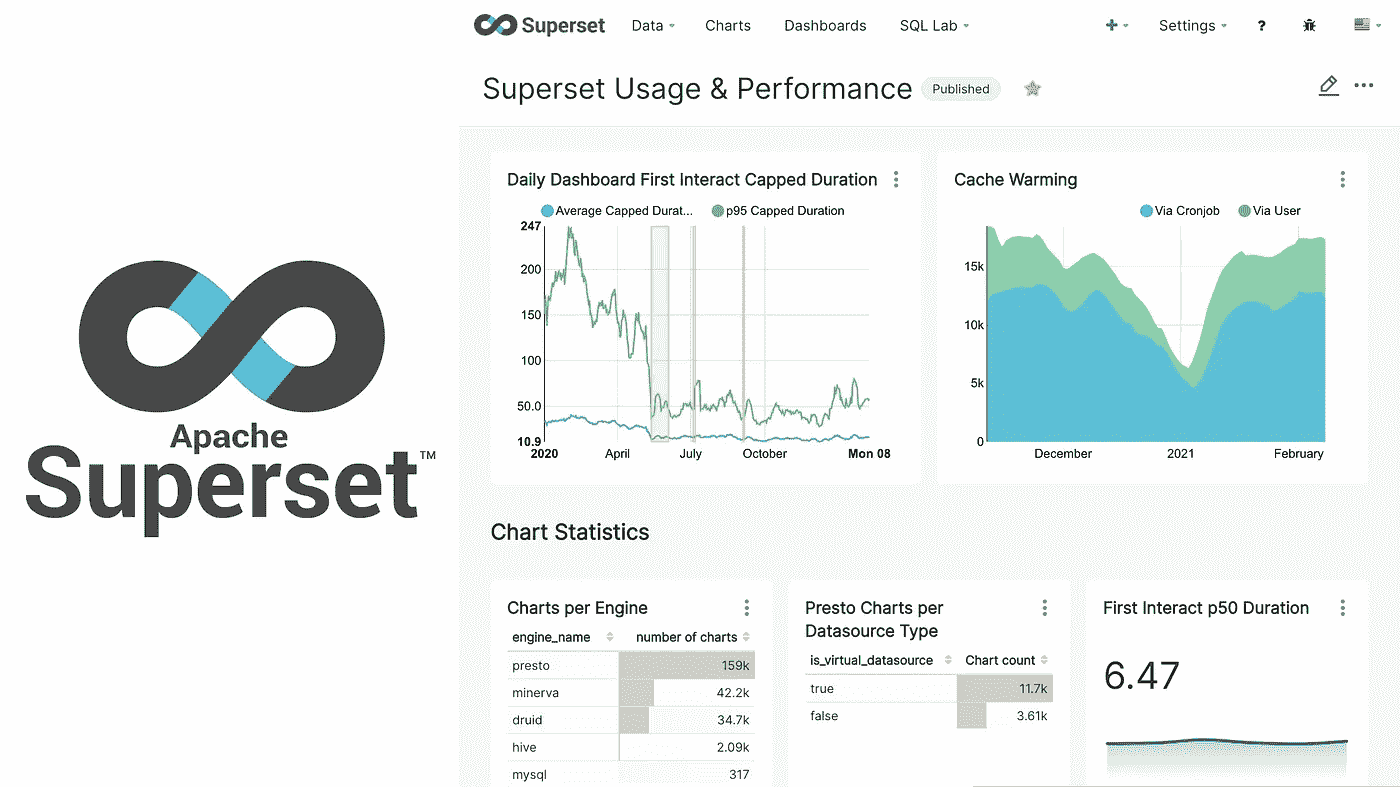 Apache
Superset™
Superset Data Charts Dashboards SQL Lab + Settings ?
Superset Usage & Performance Published
Daily Dashboard First Interact Capped Duration
Average Capped Durat... p95 Capped Duration
247
200
150
100
50.0
10.9
2020 April July October Mon 08
Cache Warming
Via Cronjob Via User
15k
10k
5k
0
December 2021 February
Chart Statistics
Charts per Engine
engine_name number of charts
presto 159k
minerva 42.2k
druid 34.7k
hive 2.09k
mysql 317
Presto Charts per
Datasource Type
is_virtual_datasource Chart count
true 11.7k
false 3.61k
First Interact p50 Duration
6.47